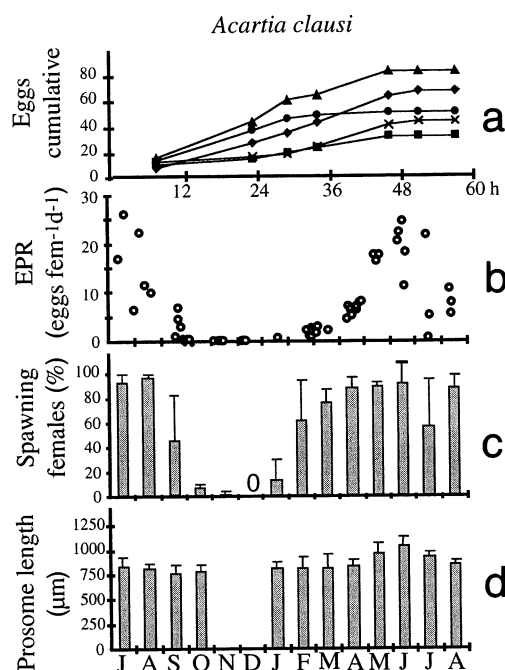 Acartia clausi
Eggs
cumulative
80
60
40
20
0
12 24 36 48 60 h
a
EPR
(eggs fem-1d-1)
30
20
10
0
b
Spawning
females (%)
100
80
60
40
20
0
0
c
Prosome length
(μm)
1250
1000
750
500
250
0
d
J A S O N D J F M A M J J A